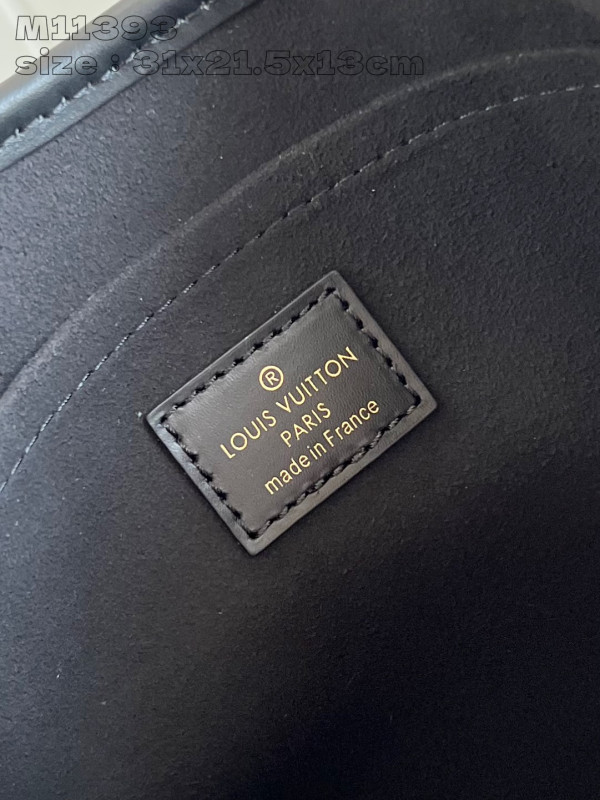 M11393
size : 31x21.5x13cm
®
LOUIS VUITTON
PARIS
made in France